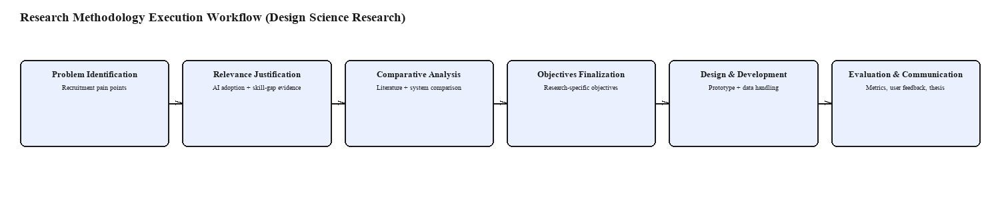 Research Methodology Execution Workflow (Design Science Research)
Problem Identification
Recruitment pain points
Relevance Justification
AI adoption + skill-gap evidence
Comparative Analysis
Literature + system comparison
Objectives Finalization
Research-specific objectives
Design & Development
Prototype + data handling
Evaluation & Communication
Metrics, user feedback, thesis